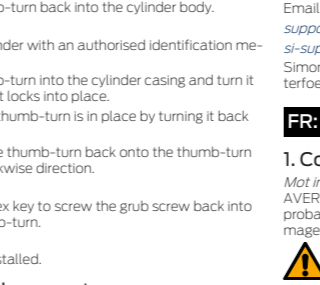 -turn back into the cylinder body.
nder with an authorised identification me-
-turn into the cylinder casing and turn it
t locks into place.
thumb-turn is in place by turning it back
e thumb-turn back onto the thumb-turn
kwise direction.
ex key to screw the grub screw back into
-turn.
stalled.
Email
suppo
si-sup
Simon
terfoe
FR:
1. Co
Mot in
AVER
proba
mage